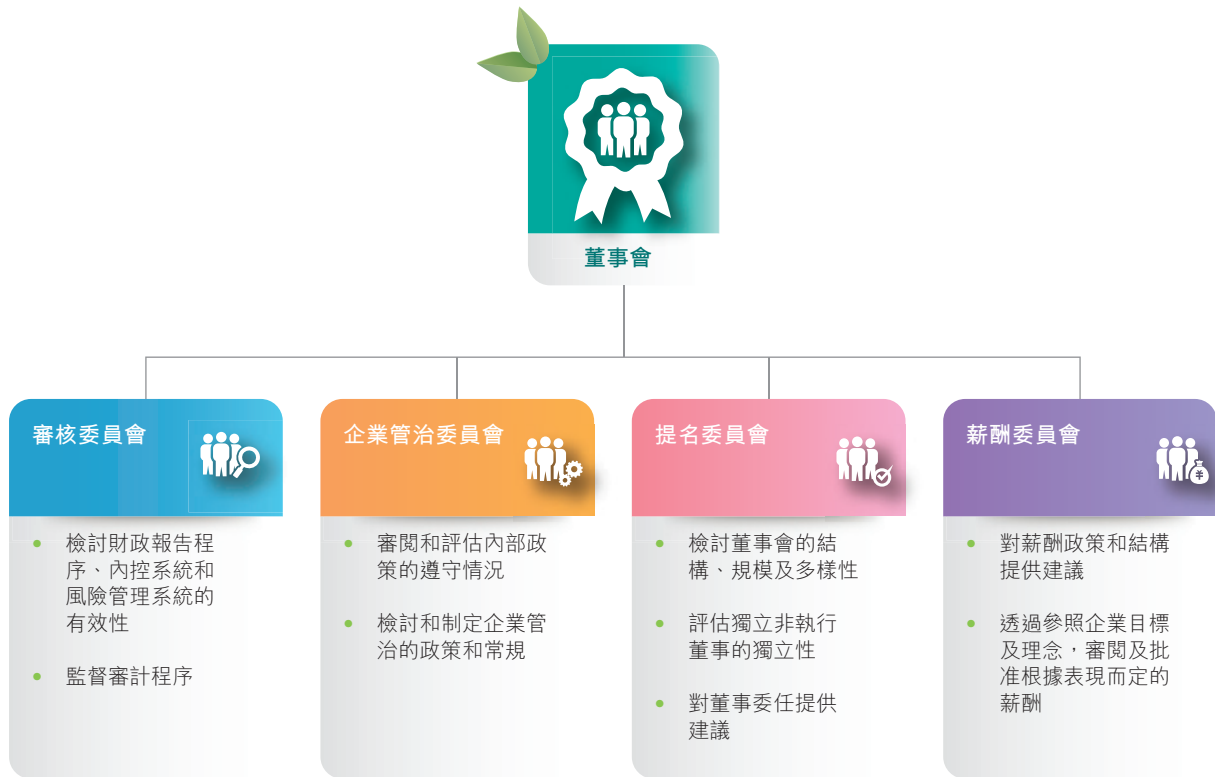 董事會
審核委員會
• 檢討財政報告程
序、內控系統和
風險管理系統的
有效性
• 監督審計程序
企業管治委員會
• 審閱和評估內部政
策的遵守情況
• 檢討和制定企業管
治的政策和常規
提名委員會
• 檢討董事會的結
構、規模及多樣性
• 評估獨立非執行
董事的獨立性
• 對董事委任提供
建議
薪酬委員會
¥
• 對薪酬政策和結構
提供建議
• 透過參照企業目標
及理念，審閱及批
准根據表現而定的
薪酬